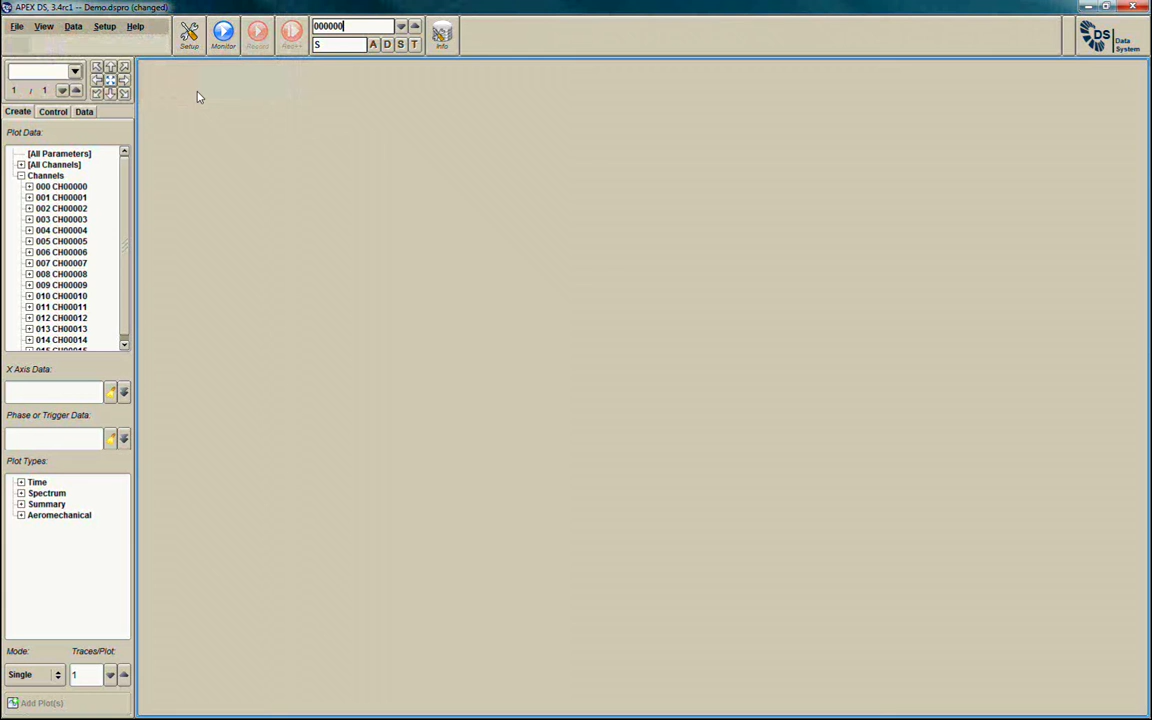 APEX DS, 3.4rc1 -- Demo.dspro (changed)
File View Data Setup Help
Setup
Monitor
Record
000000
S
A D S T
Info
DS Data System
1 / 1
Create Control Data
Plot Data:
[All Parameters]
[All Channels]
Channels
000 CH00000
001 CH00001
002 CH00002
003 CH00003
004 CH00004
005 CH00005
006 CH00006
007 CH00007
008 CH00008
009 CH00009
010 CH00010
011 CH00011
012 CH00012
013 CH00013
014 CH00014
015 CH00015
X Axis Data:
Phase or Trigger Data:
Plot Types:
Time
Spectrum
Summary
Aeromechanical
Mode: Traces/Plot:
Single 1
Add Plot(s)